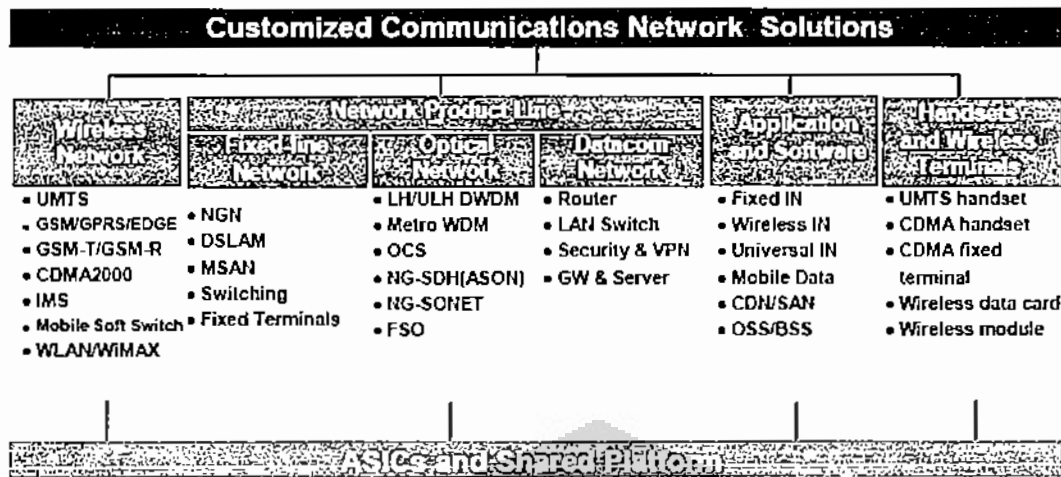 Customized Communications Network Solutions
Wireless
Network
Network Product Line
Fixed-line
Network
Optical
Network
Datacom
Network
Application
and Software
Handsets
and Wireless
Terminals
• UMTS
• GSM/GPRS/EDGE
• GSM-T/GSM-R
• CDMA2000
• IMS
• Mobile Soft Switch
• WLAN/WiMAX
• NGN
• DSLAM
• MSAN
• Switching
• Fixed Terminals
• LH/ULH DWDM
• Metro WDM
• OCS
• NG-SDH(ASON)
• NG-SONET
• FSO
• Router
• LAN Switch
• Security & VPN
• GW & Server
• Fixed IN
• Wireless IN
• Universal IN
• Mobile Data
• CDN/SAN
• OSS/BSS
• UMTS handset
• CDMA handset
• CDMA fixed
terminal
• Wireless data card
• Wireless module
ASICs and Shared Platform